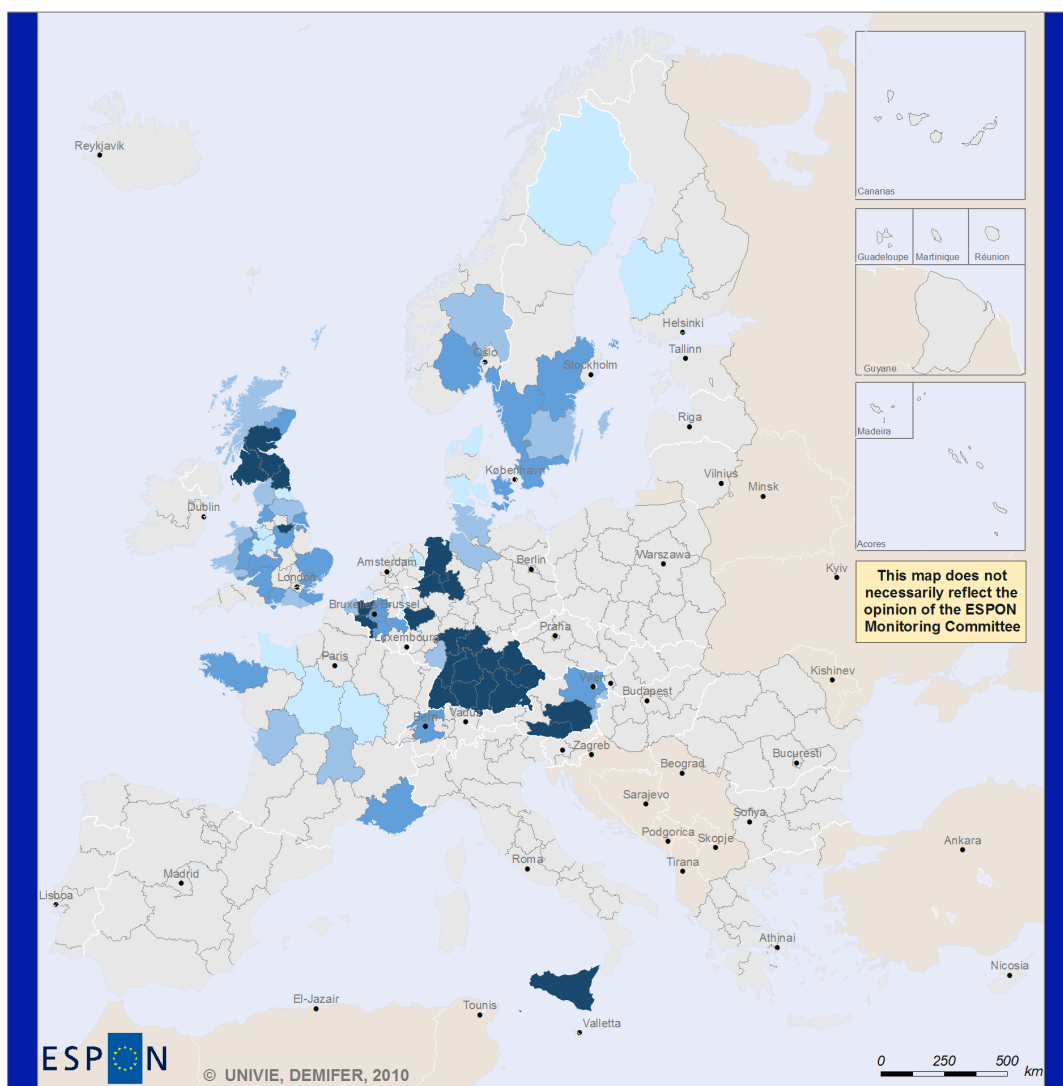 Reykjavik
Canarias
Guadeloupe
Martinique
Réunion
Helsinki
Oslo
Tallinn
Guyane
Stockholm
Riga
Madeira
København
Vilnius
Minsk
Dublin
Acores
Amsterdam
Berlin
Warszawa
Kyiv
London
This map does not
necessarily reflect the
opinion of the ESPON
Monitoring Committee
Bruxelles Brussel
Praha
Luxembourg
Paris
Kishinev
Wien
Budapest
Bern
Vaduz
Zagreb
Bucuresti
Beograd
Sarajevo
Sofiya
Podgorica
Skopje
Ankara
Roma
Tirana
Madrid
Lisboa
Athinai
Nicosia
El-Jazair
Tounis
Valletta
ESPON
© UNIVIE, DEMIFER, 2010
0 250 500
km